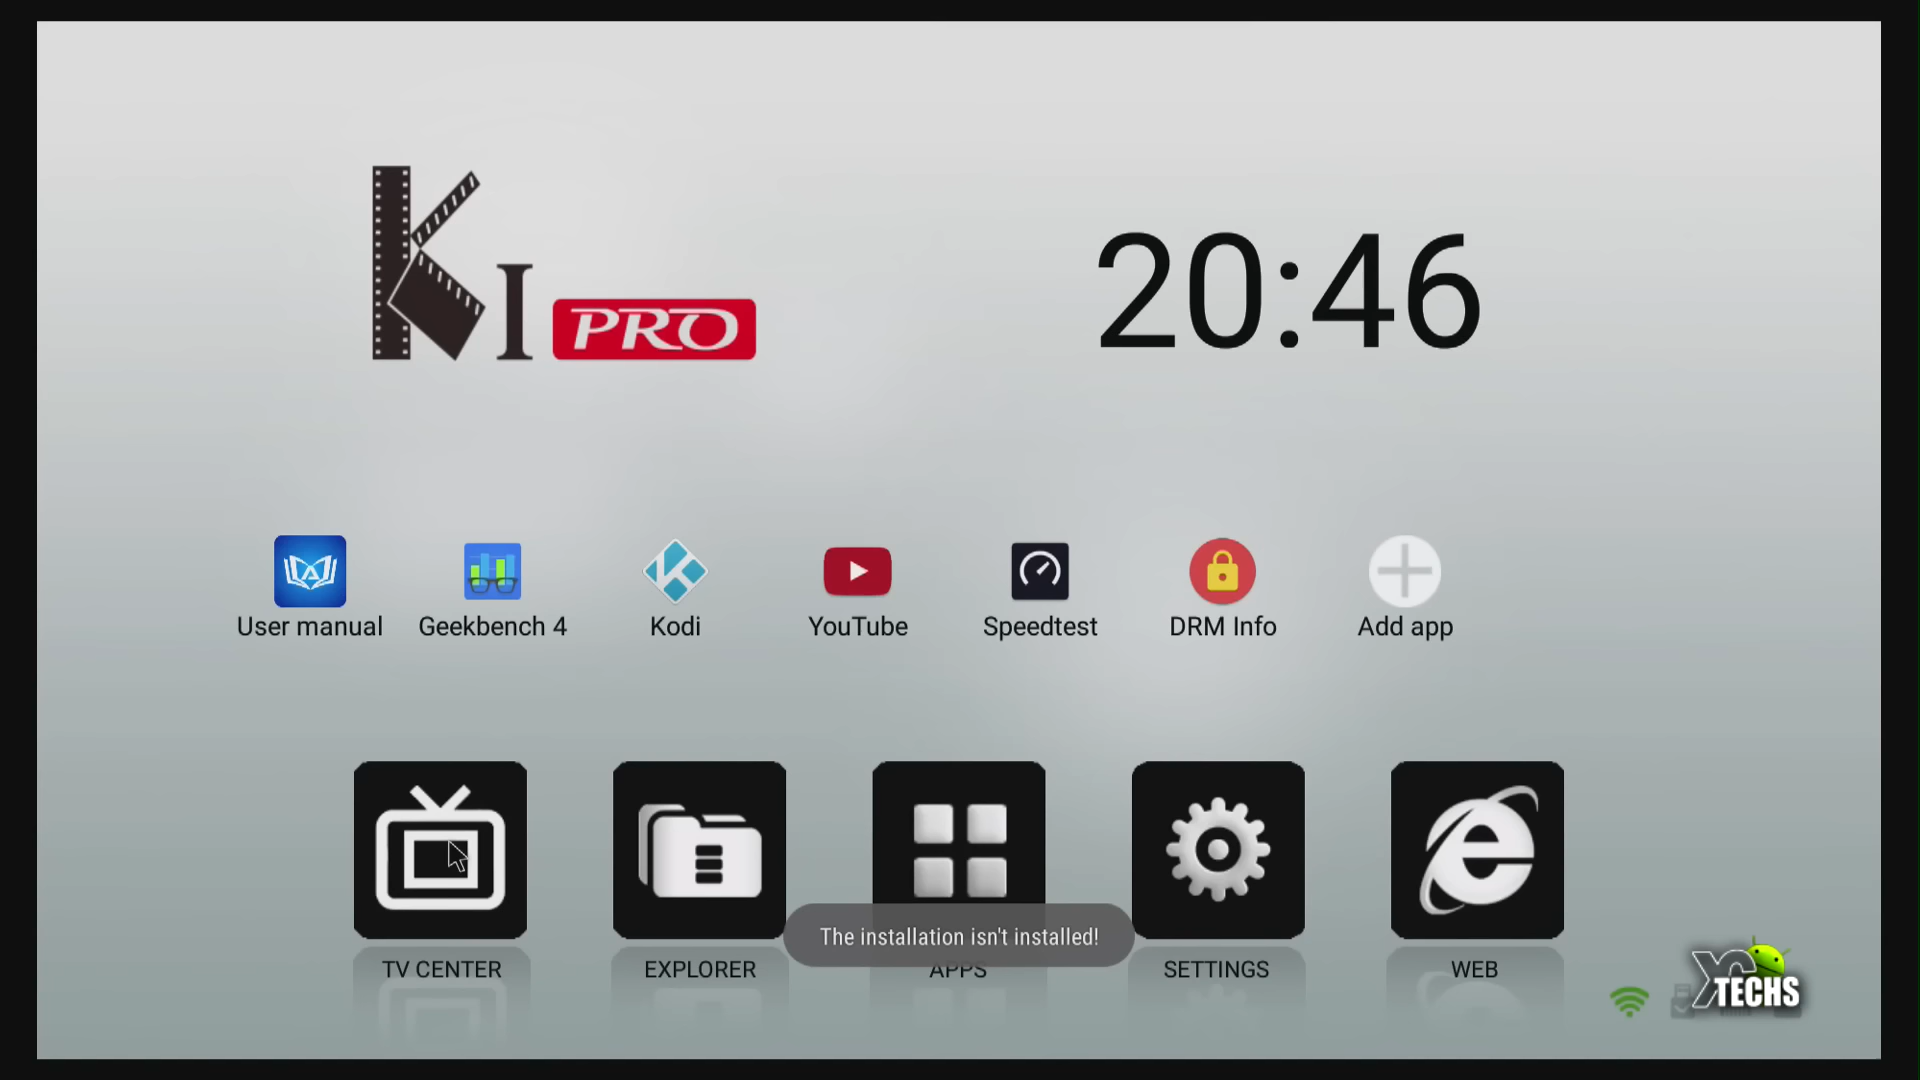 KI PRO
20:46
User manual
Geekbench 4
Kodi
YouTube
Speedtest
DRM Info
Add app
The installation isn't installed!
TV CENTER
EXPLORER
APPS
SETTINGS
WEB
TECHS